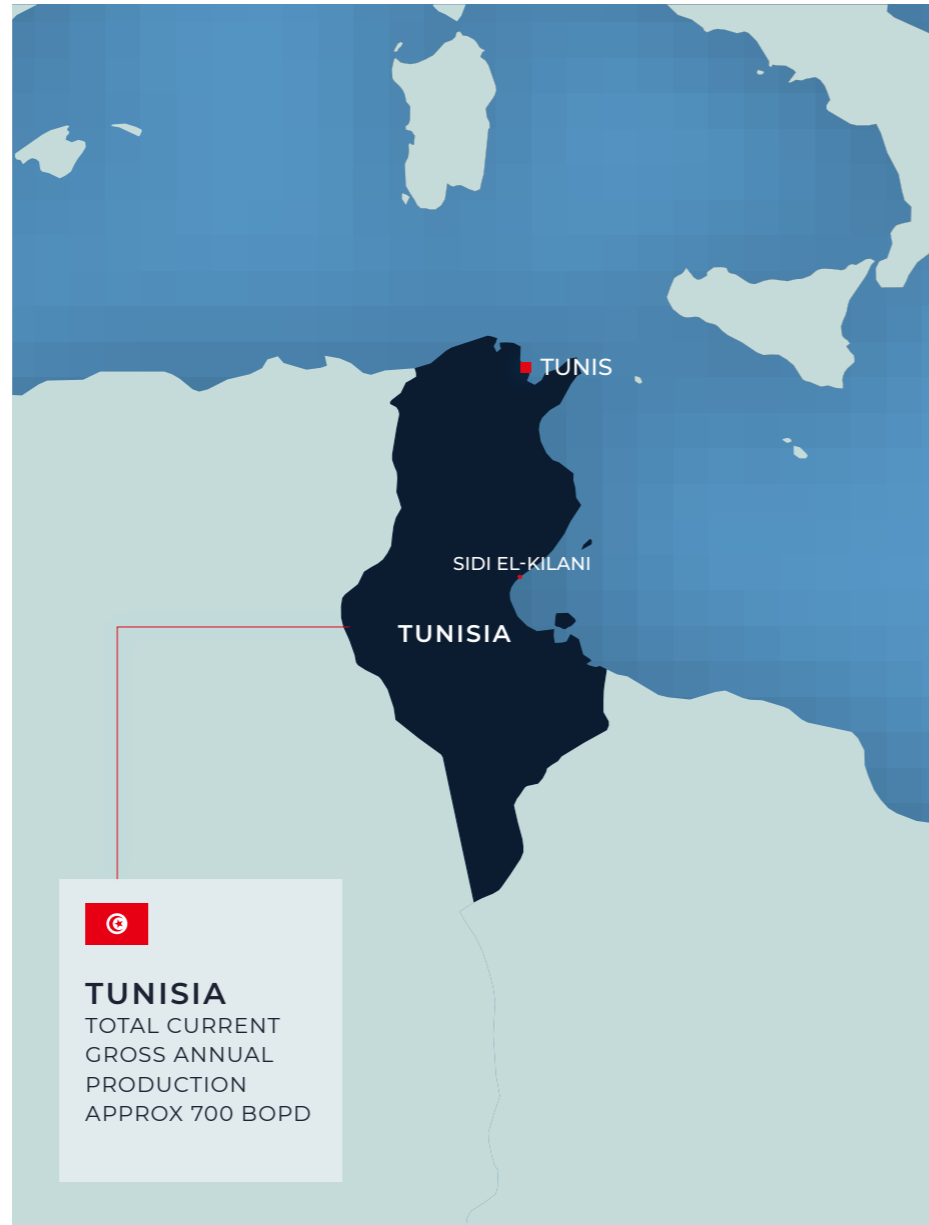 TUNIS
SIDI EL-KILANI
TUNISIA
TUNISIA
TOTAL CURRENT
GROSS ANNUAL
PRODUCTION
APPROX 700 BOPD